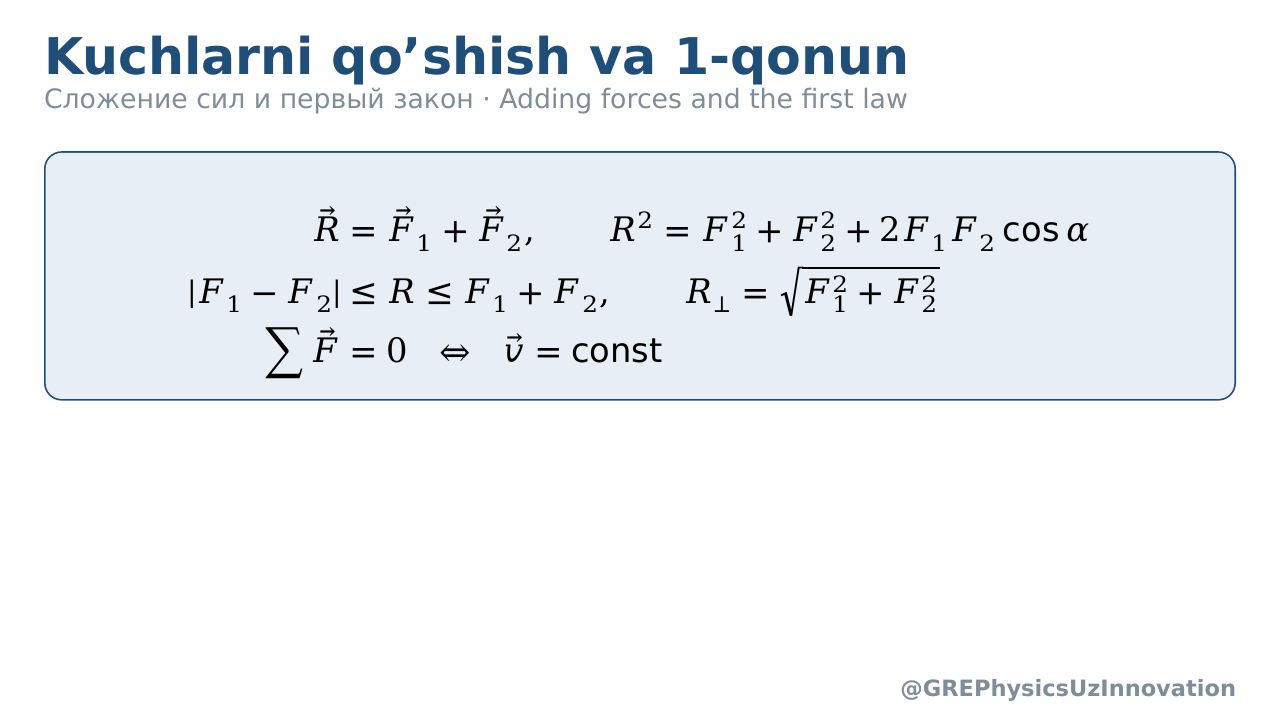 Kuchlarni qo’shish va 1-qonun
Сложение сил и первый закон · Adding forces and the first law
R⃗ = F⃗₁ + F⃗₂,  R² = F₁² + F₂² + 2F₁F₂ cos α
|F₁ − F₂| ≤ R ≤ F₁ + F₂,  R⊥ = √(F₁² + F₂²)
∑ F⃗ = 0 ⇔ v⃗ = const
@GREPhysicsUzInnovation